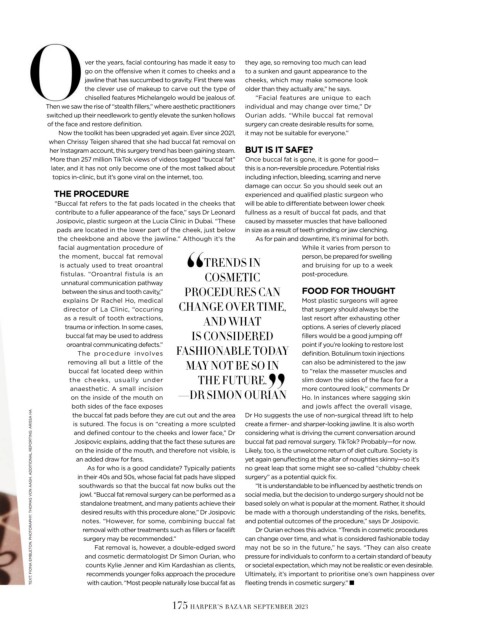 Over the years, facial contouring has made it easy to
go on the offensive when it comes to cheeks and a
jawline that has succumbed to gravity. First there was
the clever use of makeup to carve out the type of
chiselled features Michelangelo would be jealous of.
Then we saw the rise of "stealth fillers," where aesthetic practitioners
switched up their needlework to gently elevate the sunken hollows
of the face and restore definition.
Now the toolkit has been upgraded yet again. Ever since 2021,
when Chrissy Teigen shared that she had buccal fat removal on
her Instagram account, this surgery trend has been gaining steam.
More than 257 million TikTok views of videos tagged "buccal fat"
later, and it has not only become one of the most talked about
topics in-clinic, but it's gone viral on the internet, too.
THE PROCEDURE
"Buccal fat refers to the fat pads located in the cheeks that
contribute to a fuller appearance of the face," says Dr Leonard
Josipovic, plastic surgeon at the Lucia Clinic in Dubai. "These
pads are located in the lower part of the cheek, just below
the cheekbone and above the jawline." Although it's the
facial augmentation procedure of
the moment, buccal fat removal
is actualy used to treat oroantral
fistulas. "Oroantral fistula is an
unnatural communication pathway
between the sinus and tooth cavity,"
explains Dr Rachel Ho, medical
director of La Clinic, "occuring
as a result of tooth extractions,
trauma or infection. In some cases,
buccal fat may be used to address
oroantral communicating defects."
The procedure involves
removing all but a little of the
buccal fat located deep within
the cheeks, usually under
anaesthetic. A small incision
on the inside of the mouth on
both sides of the face exposes
the buccal fat pads before they are cut out and the area
is sutured. The focus is on "creating a more sculpted
and defined contour to the cheeks and lower face," Dr
Josipovic explains, adding that the fact these sutures are
on the inside of the mouth, and therefore not visible, is
an added draw for fans.
As for who is a good candidate? Typically patients
in their 40s and 50s, whose facial fat pads have slipped
southwards so that the buccal fat now bulks out the
jowl. "Buccal fat removal surgery can be performed as a
standalone treatment, and many patients achieve their
desired results with this procedure alone," Dr Josipovic
notes. "However, for some, combining buccal fat
removal with other treatments such as fillers or facelift
surgery may be recommended."
Fat removal is, however, a double-edged sword
and cosmetic dermatologist Dr Simon Ourian, who
counts Kylie Jenner and Kim Kardashian as clients,
recommends younger folks approach the procedure
with caution. "Most people naturally lose buccal fat as
they age, so removing too much can lead
to a sunken and gaunt appearance to the
cheeks, which may make someone look
older than they actually are," he says.
"Facial features are unique to each
individual and may change over time," Dr
Ourian adds. "While buccal fat removal
surgery can create desirable results for some,
it may not be suitable for everyone."
BUT IS IT SAFE?
Once buccal fat is gone, it is gone for good—
this is a non-reversible procedure. Potential risks
including infection, bleeding, scarring and nerve
damage can occur. So you should seek out an
experienced and qualified plastic surgeon who
will be able to differentiate between lower cheek
fullness as a result of buccal fat pads, and that
caused by masseter muscles that have ballooned
in size as a result of teeth grinding or jaw clenching.
As for pain and downtime, it's minimal for both.
While it varies from person to
person, be prepared for swelling
and bruising for up to a week
post-procedure.
FOOD FOR THOUGHT
Most plastic surgeons will agree
that surgery should always be the
last resort after exhausting other
options. A series of cleverly placed
fillers would be a good jumping off
point if you're looking to restore lost
definition. Botulinum toxin injections
can also be administered to the jaw
to "relax the masseter muscles and
slim down the sides of the face for a
more contoured look," comments Dr
Ho. In instances where sagging skin
and jowls affect the overall visage,
Dr Ho suggests the use of non-surgical thread lift to help
create a firmer- and sharper-looking jawline. It is also worth
considering what is driving the current conversation around
buccal fat pad removal surgery. TikTok? Probably—for now.
Likely, too, is the unwelcome return of diet culture. Society is
yet again genuflecting at the altar of noughties skinny—so it's
no great leap that some might see so-called "chubby cheek
surgery" as a potential quick fix.
"It is understandable to be influenced by aesthetic trends on
social media, but the decision to undergo surgery should not be
based solely on what is popular at the moment. Rather, it should
be made with a thorough understanding of the risks, benefits,
and potential outcomes of the procedure," says Dr Josipovic.
Dr Ourian echoes this advice. "Trends in cosmetic procedures
can change over time, and what is considered fashionable today
may not be so in the future," he says. "They can also create
pressure for individuals to conform to a certain standard of beauty
or societal expectation, which may not be realistic or even desirable.
Ultimately, it's important to prioritise one's own happiness over
fleeting trends in cosmetic surgery."
“TRENDS IN
COSMETIC
PROCEDURES CAN
CHANGE OVER TIME,
AND WHAT
IS CONSIDERED
FASHIONABLE TODAY
MAY NOT BE SO IN
THE FUTURE.”
—DR SIMON OURIAN
175 HARPER'S BAZAAR SEPTEMBER 2023